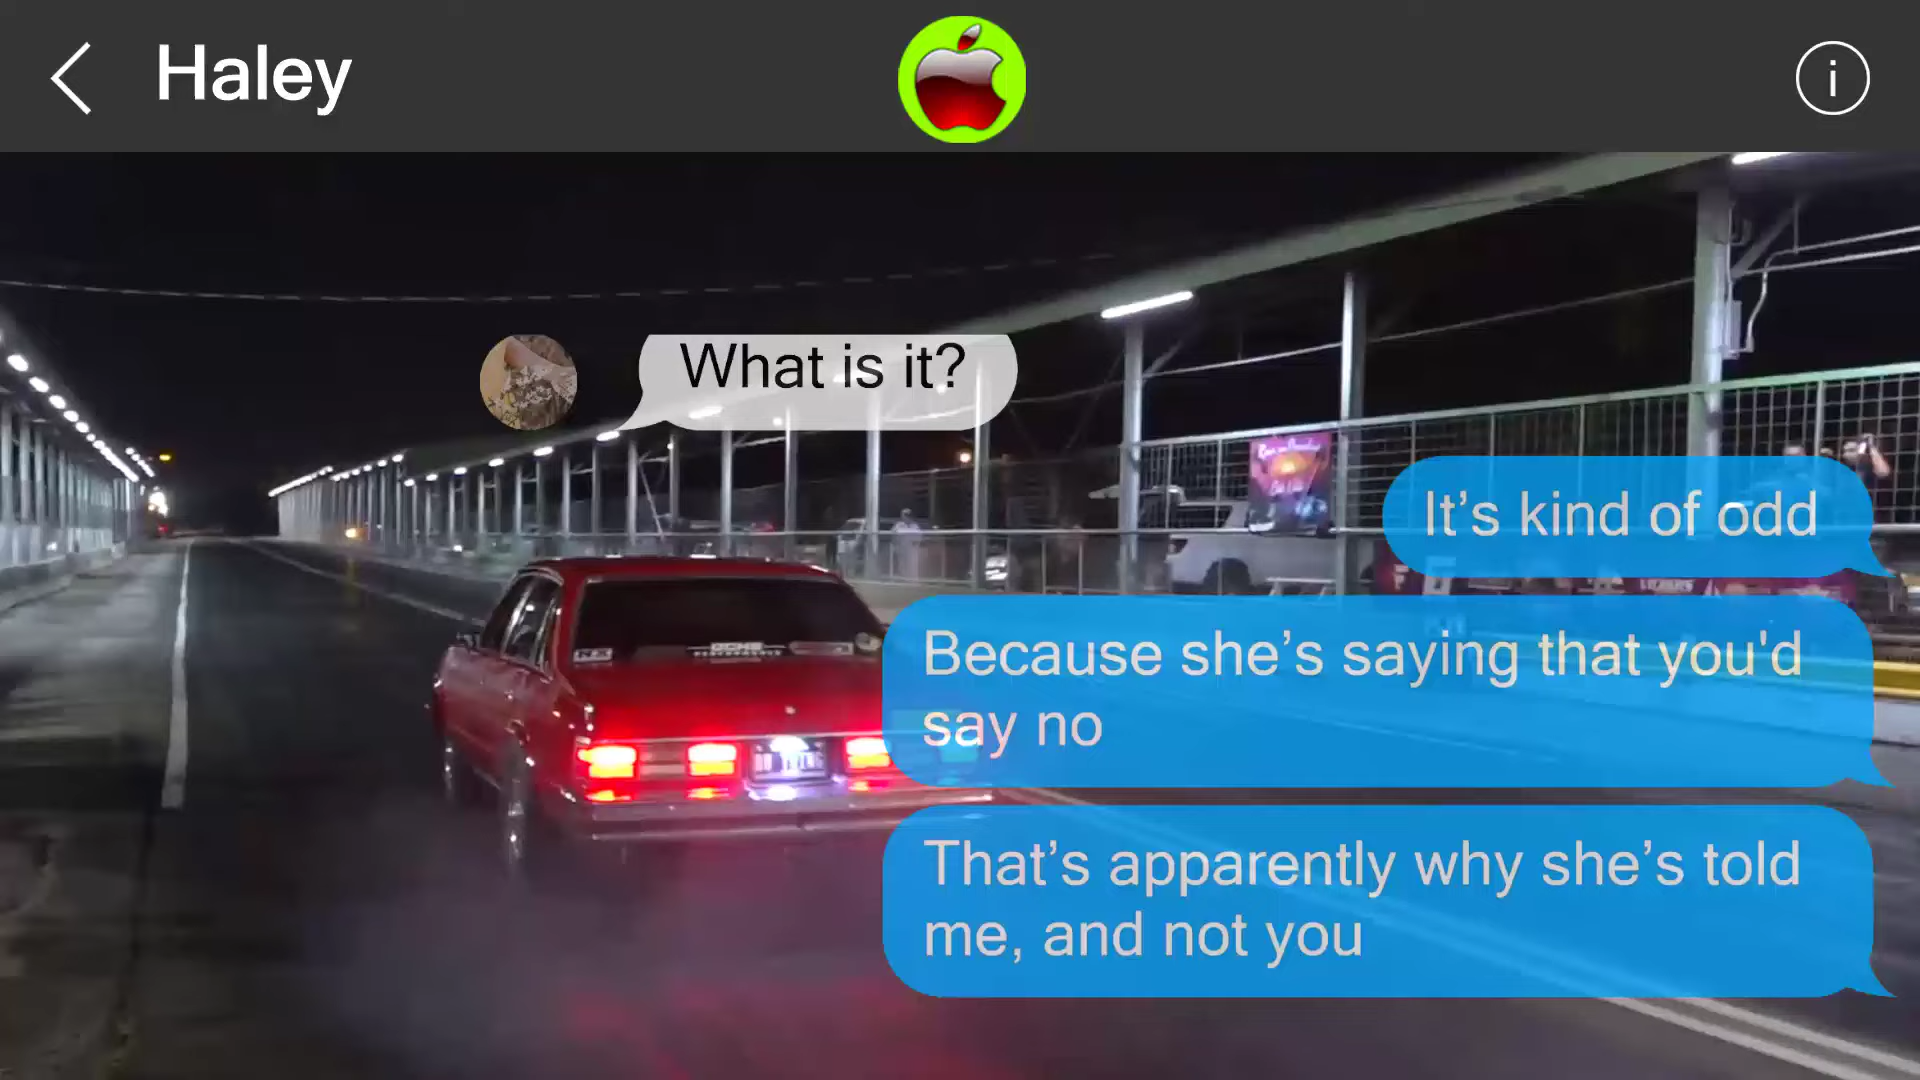 Haley
What is it?
It’s kind of odd
Because she’s saying that you'd
say no
That’s apparently why she’s told
me, and not you